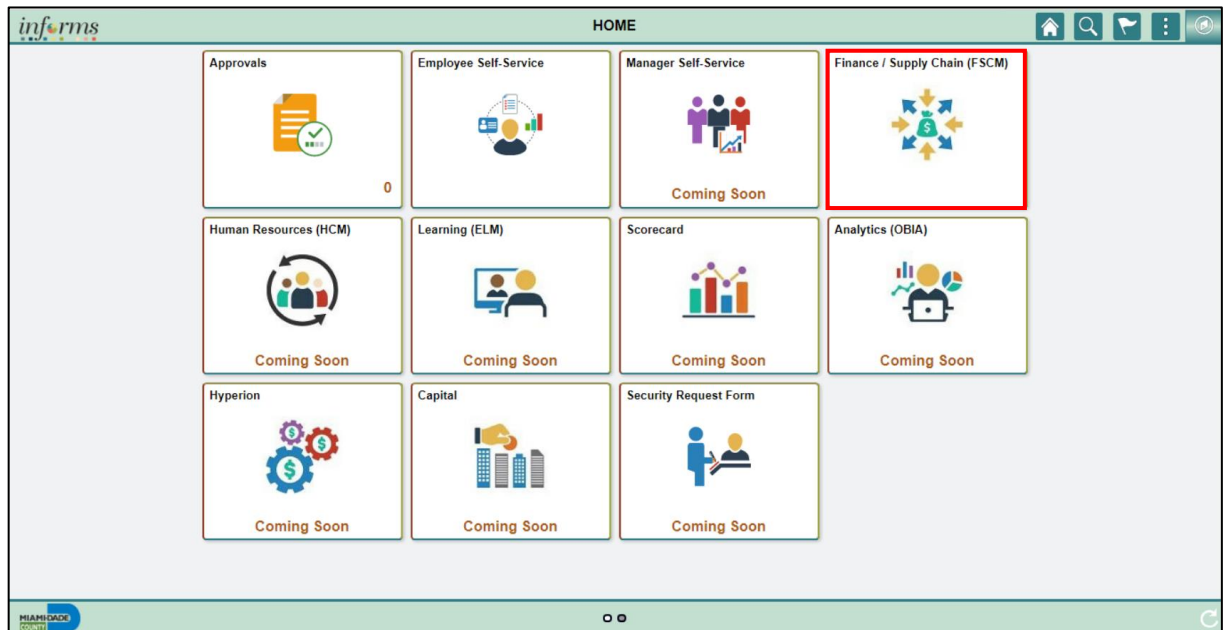 informs
HOME
Approvals
0
Employee Self-Service
Manager Self-Service
Coming Soon
Finance / Supply Chain (FSCM)
$
Human Resources (HCM)
Coming Soon
Learning (ELM)
Coming Soon
Scorecard
Coming Soon
Analytics (OBIA)
Coming Soon
Hyperion
$
$
$
Coming Soon
Capital
Coming Soon
Security Request Form
Coming Soon
MIAMI-DADE
COUNTY